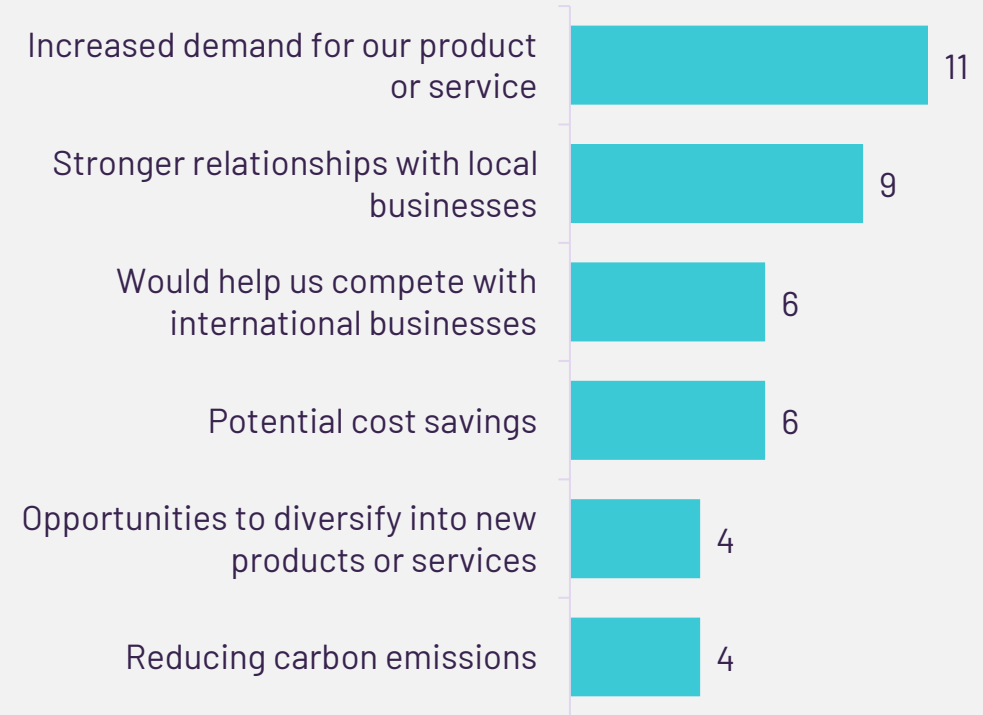 Increased demand for our product
or service
11
Stronger relationships with local
businesses
9
Would help us compete with
international businesses
6
Potential cost savings
6
Opportunities to diversify into new
products or services
4
Reducing carbon emissions
4